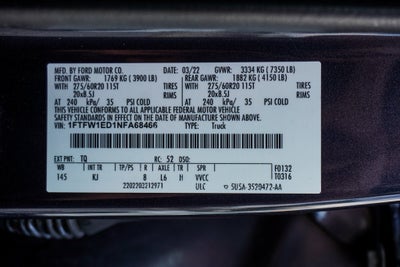 MFD. BY FORD MOTOR CO. 03/22 GVWR: 3334 KG ( 7350 LB)
FRONT GAWR: 1769 KG ( 3900 LB) REAR GAWR: 1882 KG ( 4150 LB)
WITH 275/60R20 115T WITH 275/60R20 115T
TIRES 20x8.5J TIRES 20x8.5J
RIMS RIMS
AT 240 kPa/ 35 PSI COLD AT 240 kPa/ 35 PSI COLD
THIS VEHICLE CONFORMS TO ALL APPLICABLE FEDERAL MOTOR VEHICLE
SAFETY STANDARDS IN EFFECT ON THE DATE OF MANUFACTURE SHOWN ABOVE.
VIN: 1FTFW1ED1NFA68466 TYPE: Truck
EXT PNT: TQ RC: 52 DSO: F0132
WB INT TR TP/PS R AXLE TR SPR T0316
145 KJ 8 L6 H VVCC
2202202212971 ULC 5U5A-3520472-AA